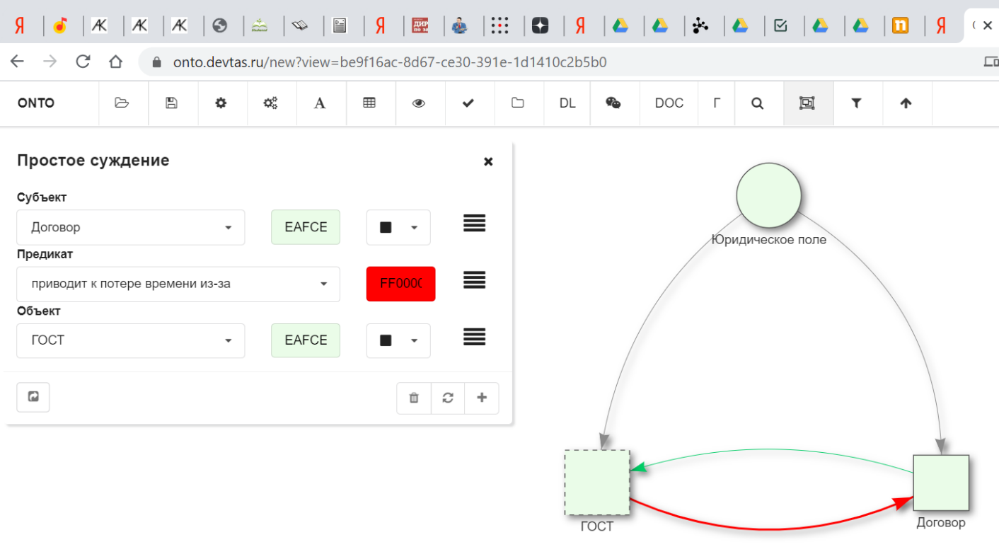 onto.devtas.ru/new?view=be9f16ac-8d67-ce30-391e-1d1410c2b5b0
ONTO
DL
DOC
Г
Простое суждение
Субъект
Договор
EAFCE
Предикат
приводит к потере времени из-за
FF000
Объект
ГОСТ
EAFCE
Юридическое поле
ГОСТ
Договор